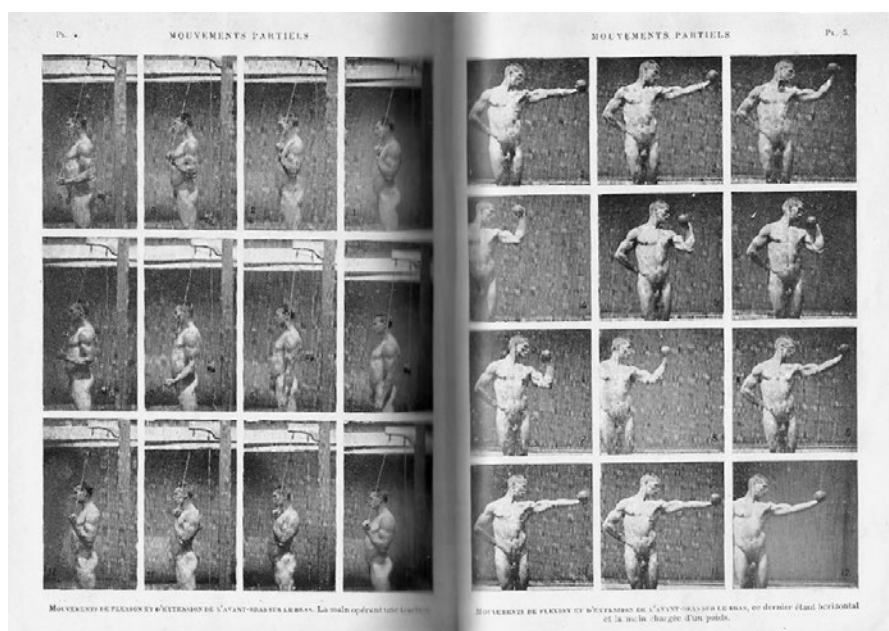 Pl.
MOUVEMENTS PARTIELS
MOUVEMENTS DE FLEXION ET D'EXTENSION DE L'AVANT-BRAS SUR LE BRAS. La main opérant une
MOUVEMENTS PARTIELS
Pl. 5.
MOUVEMENTS DE FLEXION ET D'EXTENSION DE L'AVANT-BRAS SUR LE BRAS, ce dernier étant horizontal
et la main chargée d'un poids.